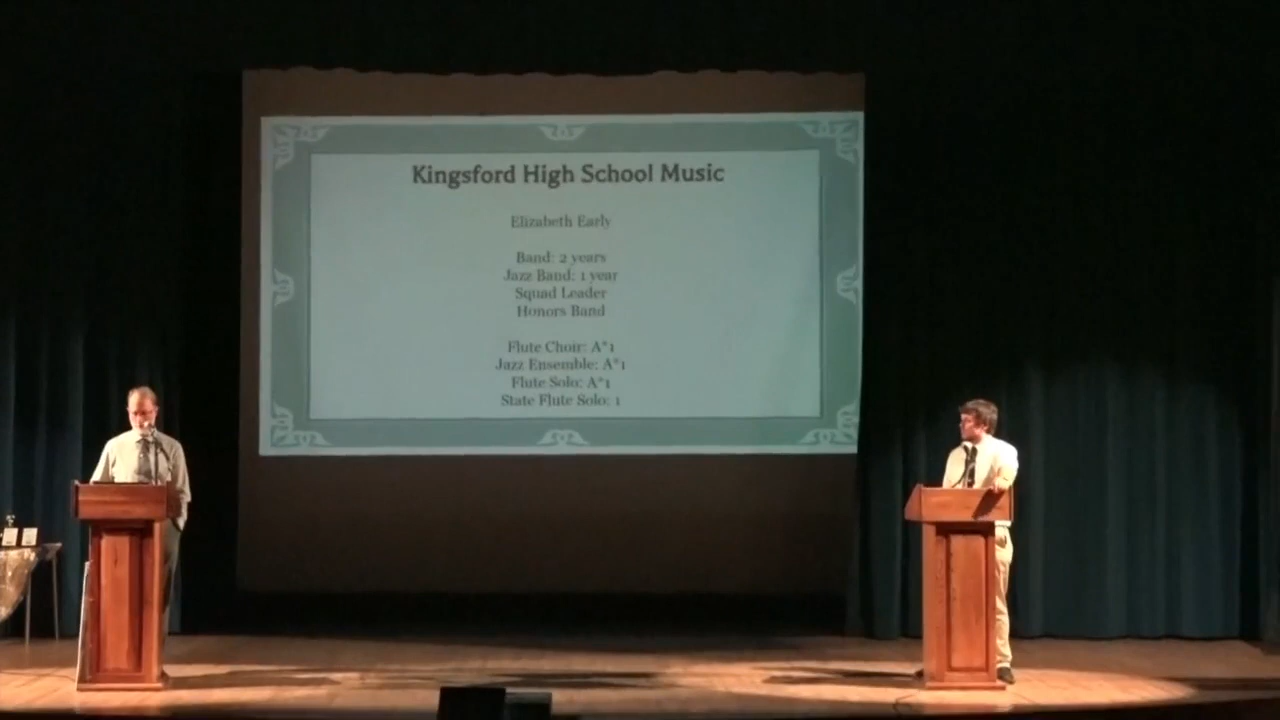 Kingsford High School Music
Elizabeth Early
Band: 2 years
Jazz Band: 1 year
Squad Leader
Honors Band
Flute Choir: A*1
Jazz Ensemble: A*1
Flute Solo: A*1
State Flute Solo: 1